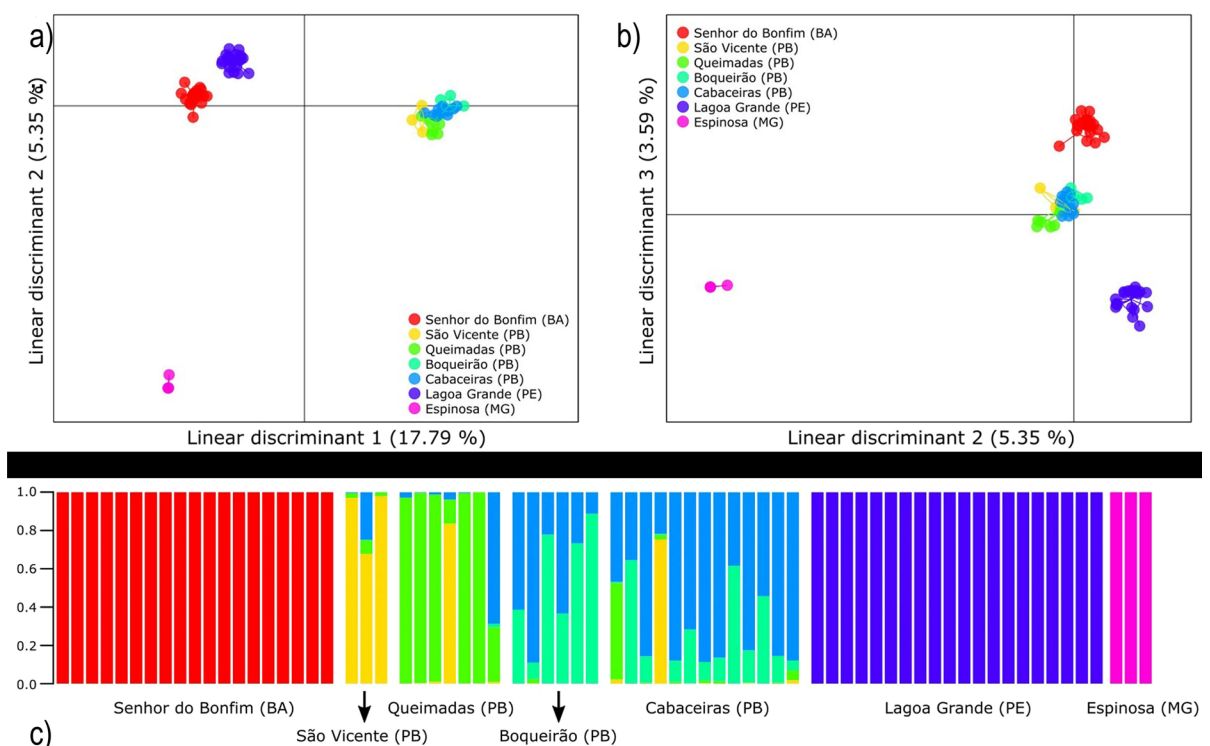 a)
Linear discriminant 2 (5.35 %)
Senhor do Bonfim (BA)
São Vicente (PB)
Queimadas (PB)
Boqueirão (PB)
Cabaceiras (PB)
Lagoa Grande (PE)
Espinosa (MG)
Linear discriminant 1 (17.79 %)
b)
Linear discriminant 3 (3.59 %)
Senhor do Bonfim (BA)
São Vicente (PB)
Queimadas (PB)
Boqueirão (PB)
Cabaceiras (PB)
Lagoa Grande (PE)
Espinosa (MG)
Linear discriminant 2 (5.35 %)
1.0
0.8
0.6
0.4
0.2
0.0
Senhor do Bonfim (BA)
São Vicente (PB)
Queimadas (PB)
Boqueirão (PB)
Cabaceiras (PB)
Lagoa Grande (PE)
Espinosa (MG)
c)